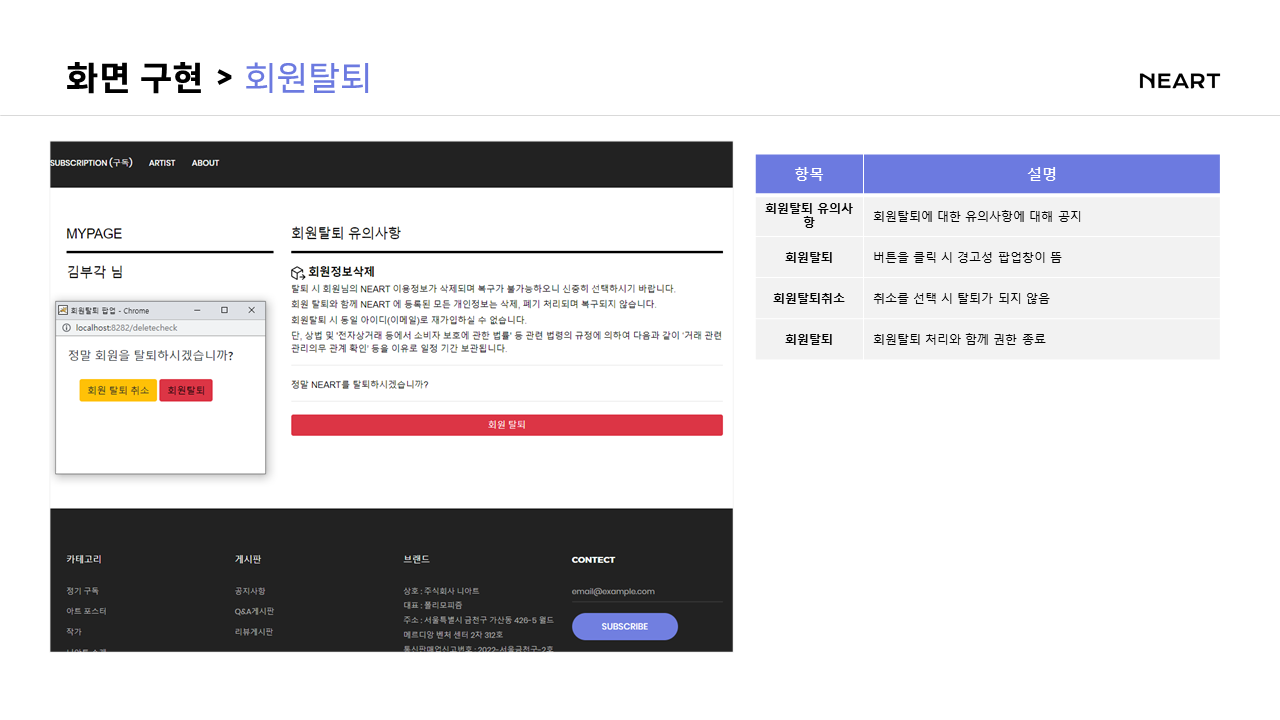 화면 구현 > 회원탈퇴
NEART
SUBSCRIPTION (구독) ARTIST ABOUT
MYPAGE
김부각 님
회원탈퇴 팝업 - Chrome
localhost:8282/deletecheck
정말 회원을 탈퇴하시겠습니까?
회원 탈퇴 취소 회원탈퇴
회원탈퇴 유의사항
회원정보삭제
탈퇴 시 회원님의 NEART 이용정보가 삭제되며 복구가 불가능하오니 신중히 선택하시기 바랍니다.
회원 탈퇴와 함께 NEART 에 등록된 모든 개인정보는 삭제, 폐기 처리되며 복구되지 않습니다.
회원탈퇴 시 동일 아이디(이메일)로 재가입하실 수 없습니다.
단, 상법 및 '전자상거래 등에서 소비자 보호에 관한 법률' 등 관련 법령의 규정에 의하여 다음과 같이 '거래 관련
관리의무 관계 확인' 등을 이유로 일정 기간 보관됩니다.
정말 NEART를 탈퇴하시겠습니까?
회원 탈퇴
카테고리
정기 구독
아트 포스터
작가
니아트 소개
게시판
공지사항
Q&A게시판
리뷰게시판
브랜드
상호 : 주식회사 니아트
대표 : 폴리모피즘
주소 : 서울특별시 금천구 가산동 426-5 월드
메르디앙 벤처 센터 2차 312호
통신판매업신고번호 : 2022-서울금천구-2호
CONTECT
email@example.com
SUBSCRIBE
항목 설명
회원탈퇴 유의사
항
회원탈퇴에 대한 유의사항에 대해 공지
회원탈퇴 버튼을 클릭 시 경고성 팝업창이 뜸
회원탈퇴취소 취소를 선택 시 탈퇴가 되지 않음
회원탈퇴 회원탈퇴 처리와 함께 권한 종료